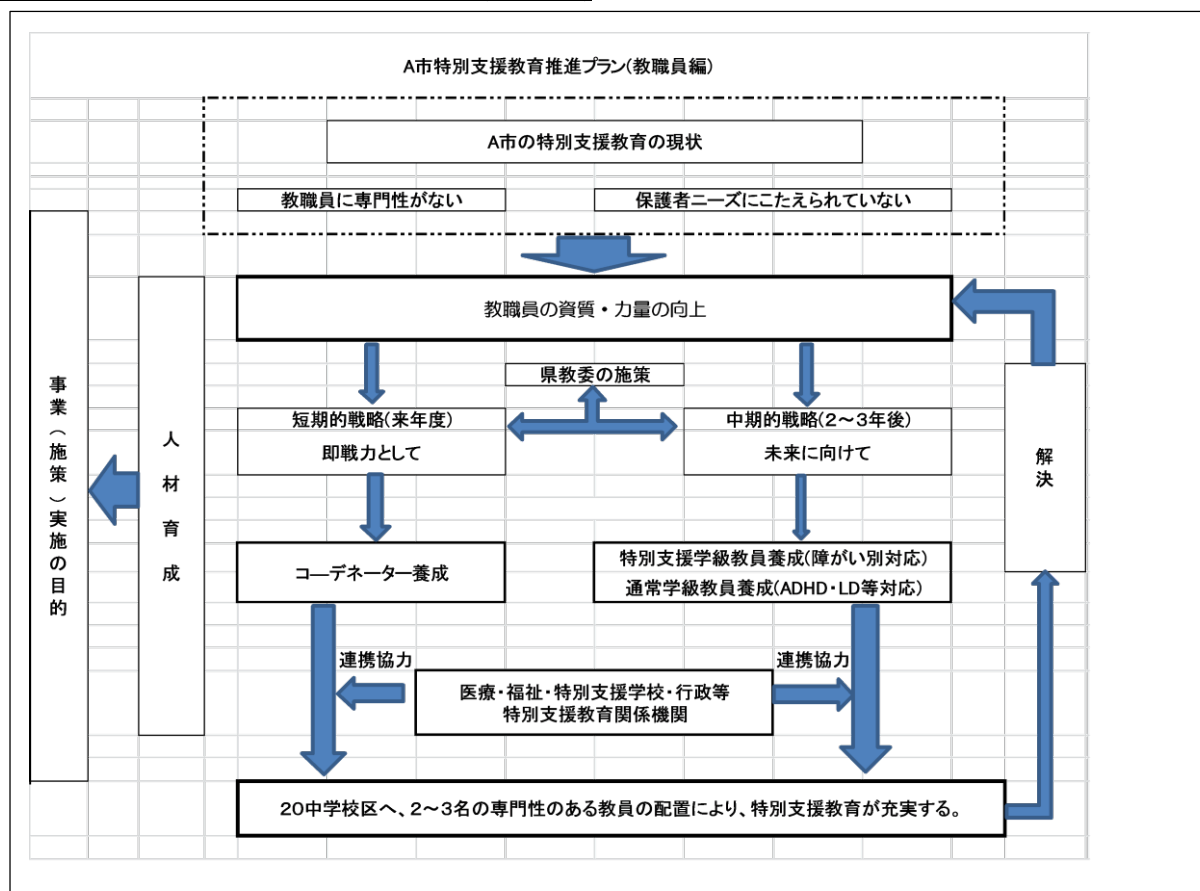 A市特別支援教育推進プラン(教職員編)
A市の特別支援教育の現状
教職員に専門性がない
保護者ニーズにこたえられていない
教職員の資質・力量の向上
県教委の施策
短期的戦略(来年度)
即戦力として
中期的戦略(2～3年後)
未来に向けて
コ―デネーター養成
特別支援学級教員養成(障がい別対応)
通常学級教員養成(ADHD・LD等対応)
連携協力
連携協力
医療・福祉・特別支援学校・行政等
特別支援教育関係機関
20中学校区へ、2～3名の専門性のある教員の配置により、特別支援教育が充実する。
解決
人材育成
事業(施策)実施の目的